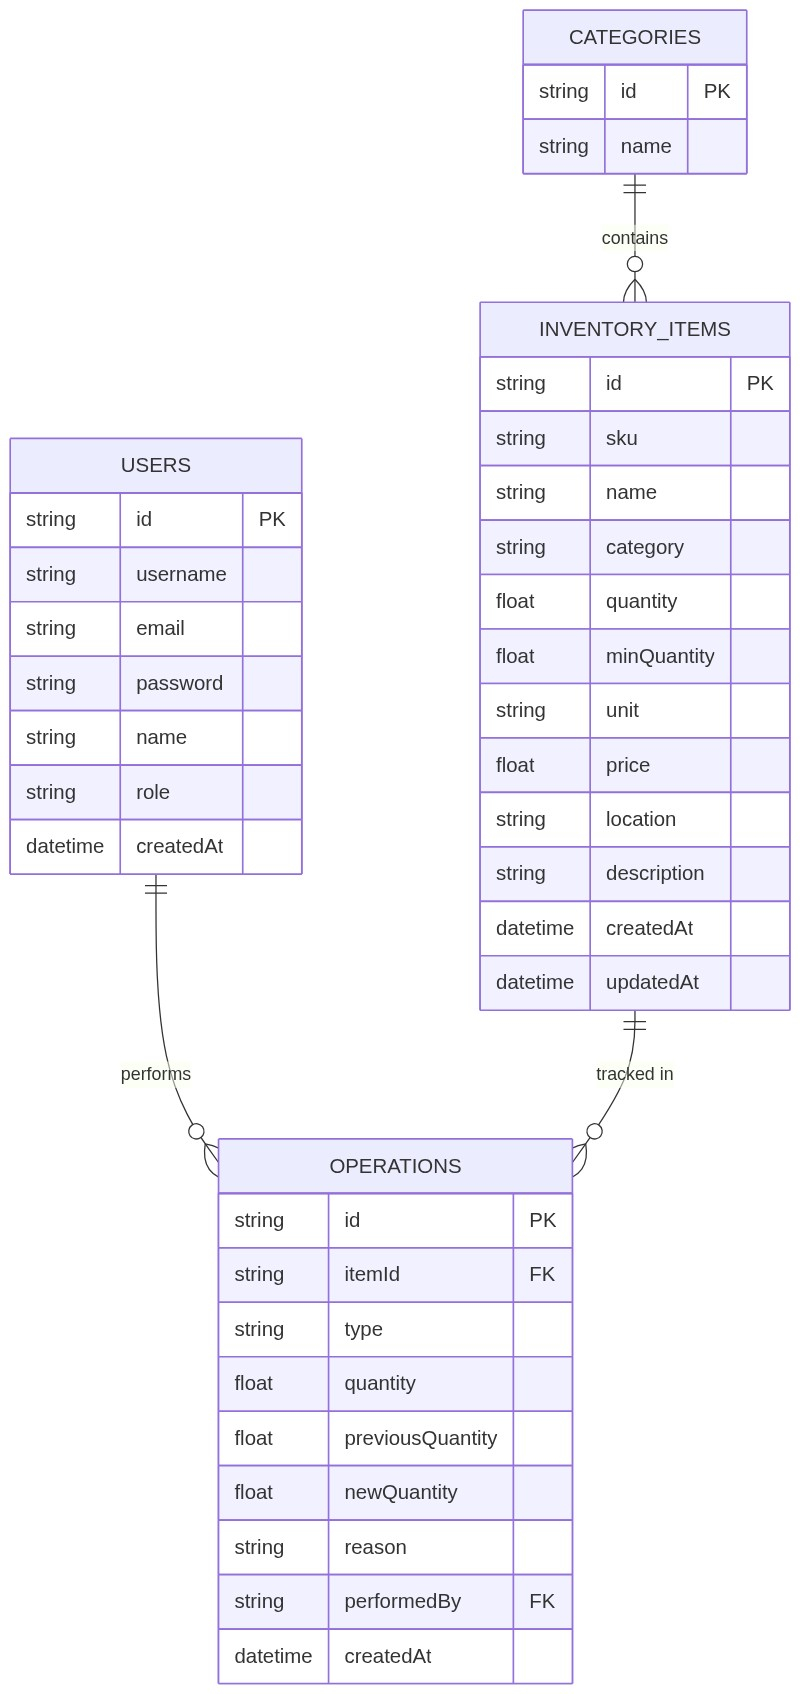 CATEGORIES
string id PK
string name
contains
INVENTORY_ITEMS
string id PK
string sku
string name
string category
float quantity
float minQuantity
string unit
float price
string location
string description
datetime createdAt
datetime updatedAt
USERS
string id PK
string username
string email
string password
string name
string role
datetime createdAt
performs
tracked in
OPERATIONS
string id PK
string itemId FK
string type
float quantity
float previousQuantity
float newQuantity
string reason
string performedBy FK
datetime createdAt